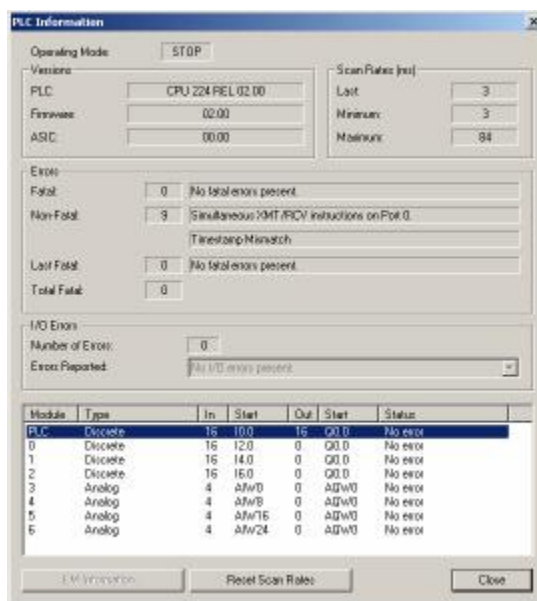 PLC Information
Operating Mode: STOP
Versions
PLC: CPU 224 REL 02.00
Firmware: 02.00
ASIC: 00.00
Scan Rates (ms)
Last: 3
Minimum: 3
Maximum: 84
Errors
Fatal: 0 No fatal errors present.
Non-Fatal: 9 Simultaneous XMT/RCV instructions on Port 0.
Timestamp Mismatch
Last Fatal: 0 No fatal errors present.
Total Fatal: 0
I/O Errors
Number of Errors: 0
Errors Reported: No I/O errors present.
Module Type In Start Out Start Status
PLC Discrete 16 I0.0 16 Q0.0 No error
0 Discrete 16 I2.0 0 Q0.0 No error
1 Discrete 16 I4.0 0 Q0.0 No error
2 Discrete 16 I6.0 0 Q0.0 No error
3 Analog 4 AIW0 0 AQW0 No error
4 Analog 4 AIW8 0 AQW0 No error
5 Analog 4 AIW16 0 AQW0 No error
6 Analog 4 AIW24 0 AQW0 No error
EM Information Reset Scan Rates Close